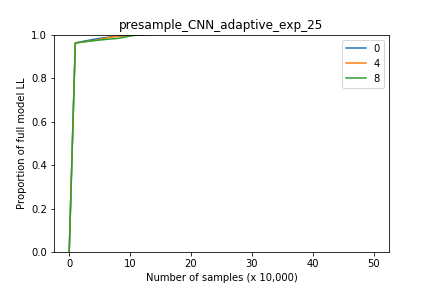 presample_CNN_adaptive_exp_25
1.0
0.8
0.6
0.4
0.2
0.0
Proportion of full model LL
0
4
8
0 10 20 30 40 50
Number of samples (x 10,000)